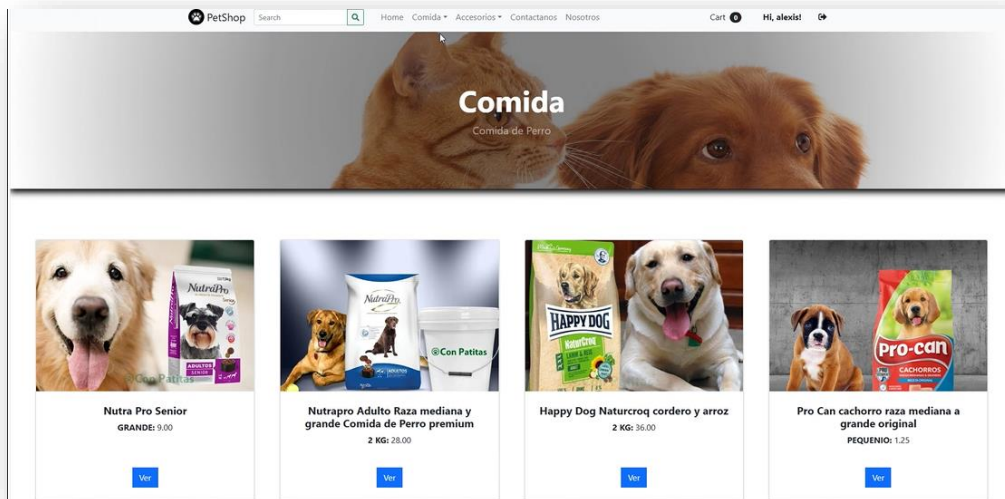 PetShop Search Home Comida Accesorios Contactanos Nosotros Cart 0 Hi, alexis!
Comida
Comida de Perro
NutraPro
ADULTOS
SENIOR
Con Patitas
NutraPro
ADULTOS
Con Patitas
HAPPY DOG
NaturCroq
Pro-can
CACHORROS
Nutra Pro Senior
GRANDE: 9.00
Ver
Nutrapro Adulto Raza mediana y
grande Comida de Perro premium
2 KG: 28.00
Ver
Happy Dog Naturcroq cordero y arroz
2 KG: 36.00
Ver
Pro Can cachorro raza mediana a
grande original
PEQUENIO: 1.25
Ver